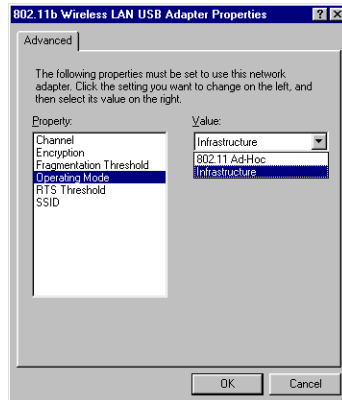 802.11b Wireless LAN USB Adapter Properties
Advanced
The following properties must be set to use this network
adapter. Click the setting you want to change on the left, and
then select its value on the right.
Property:
Value:
Channel
Encryption
Fragmentation Threshold
Operating Mode
RTS Threshold
SSID
Infrastructure
802.11 Ad-Hoc
Infrastructure
OK
Cancel